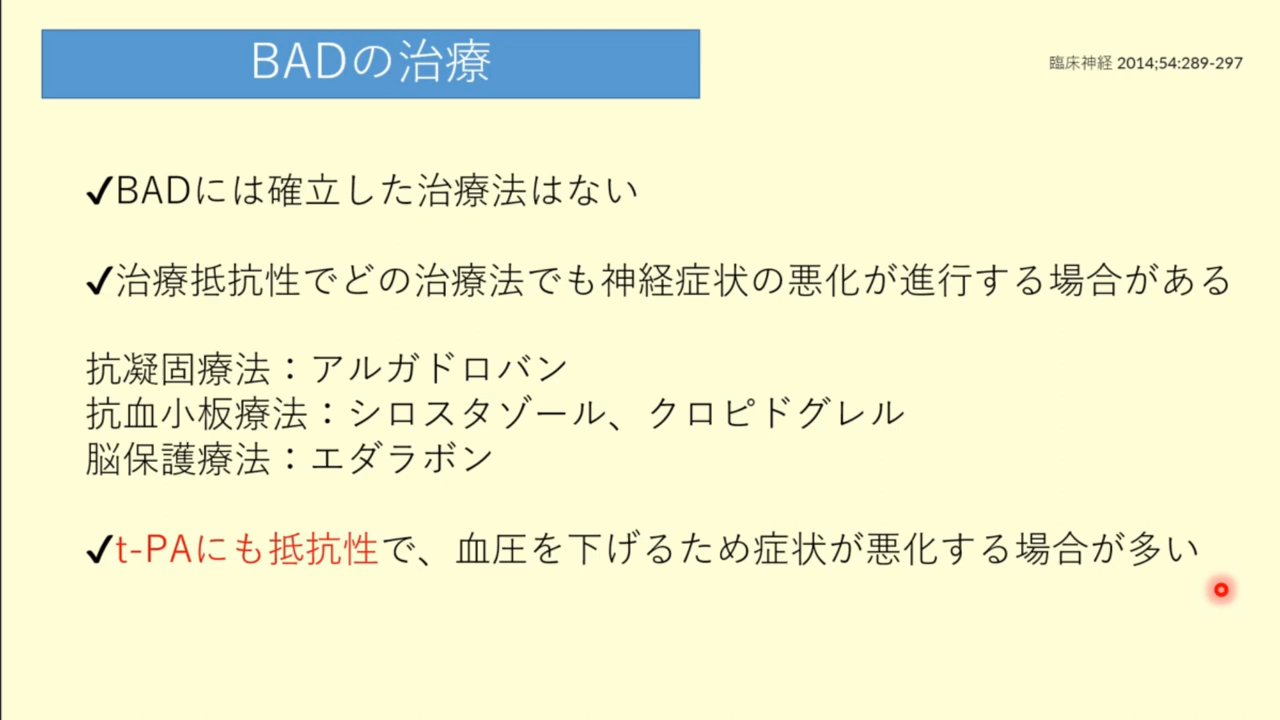 BADの治療
臨床神経 2014;54:289-297
✓BADには確立した治療法はない
✓治療抵抗性でどの治療法でも神経症状の悪化が進行する場合がある
抗凝固療法：アルガドロバン
抗血小板療法：シロスタゾール、クロピドグレル
脳保護療法：エダラボン
✓t-PAにも抵抗性で、血圧を下げるため症状が悪化する場合が多い